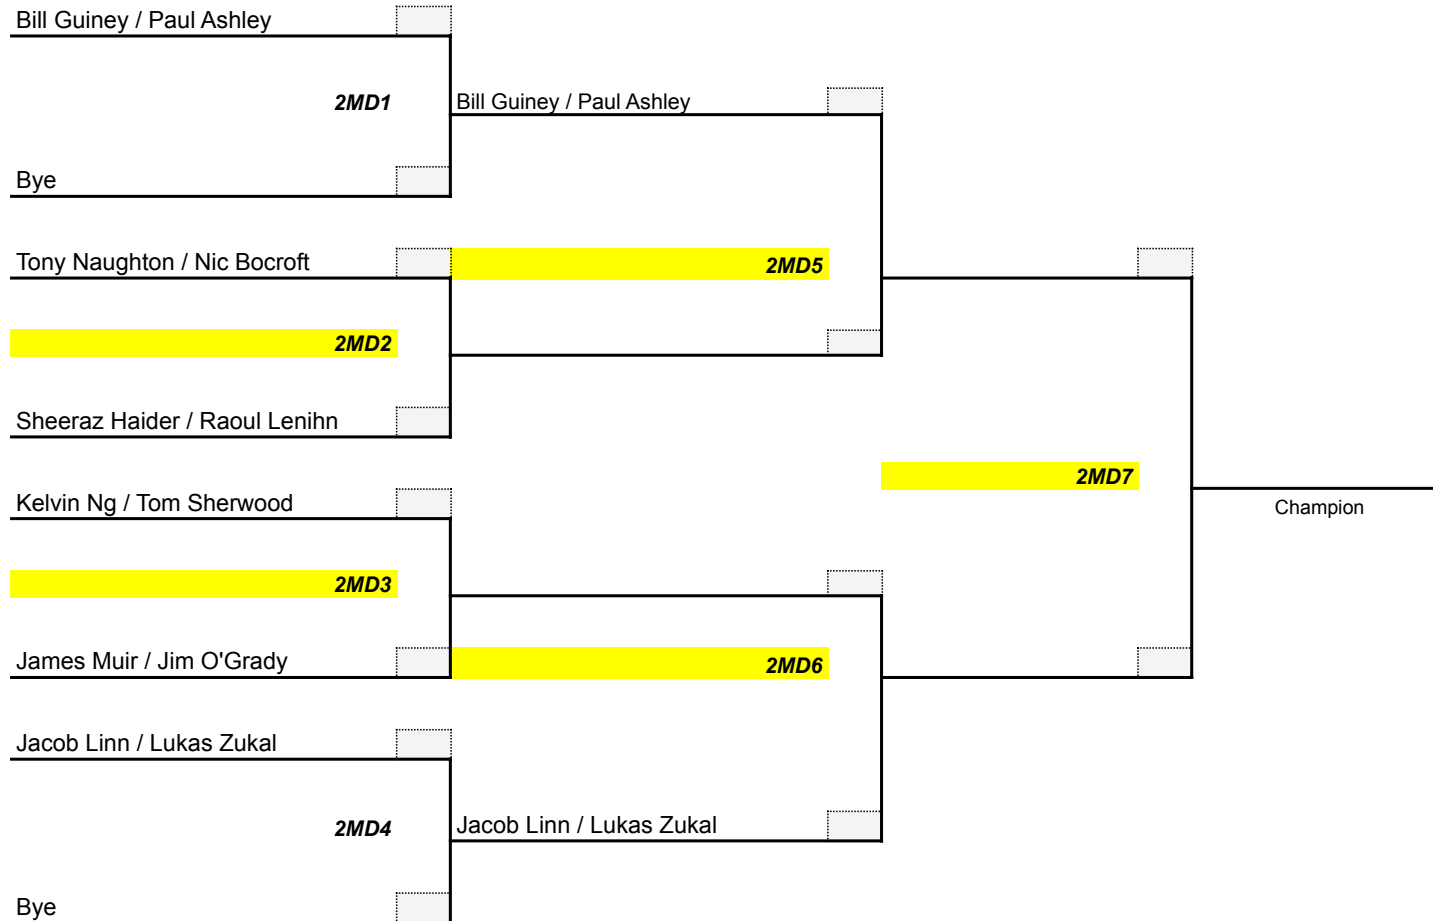 Bill Guiney / Paul Ashley
2MD1
Bill Guiney / Paul Ashley
Bye
Tony Naughton / Nic Bocroft
2MD5
2MD2
Sheeraz Haider / Raoul Lenihn
2MD7
Kelvin Ng / Tom Sherwood
Champion
2MD3
James Muir / Jim O'Grady
2MD6
Jacob Linn / Lukas Zukal
2MD4
Jacob Linn / Lukas Zukal
Bye